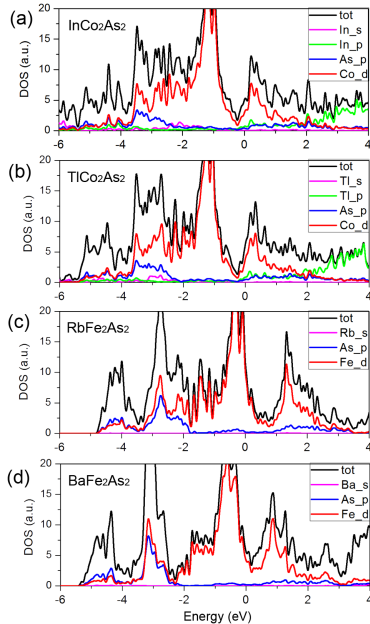 (a)
InCo2As2
tot
In_s
In_p
As_p
Co_d
DOS (a.u.)
20
15
10
5
0
-6 -4 -2 0 2 4
(b)
TlCo2As2
tot
Tl_s
Tl_p
As_p
Co_d
DOS (a.u.)
20
15
10
5
0
-6 -4 -2 0 2 4
(c)
RbFe2As2
tot
Rb_s
As_p
Fe_d
DOS (a.u.)
20
15
10
5
0
-6 -4 -2 0 2 4
(d)
BaFe2As2
tot
Ba_s
As_p
Fe_d
DOS (a.u.)
20
15
10
5
0
-6 -4 -2 0 2 4
Energy (eV)